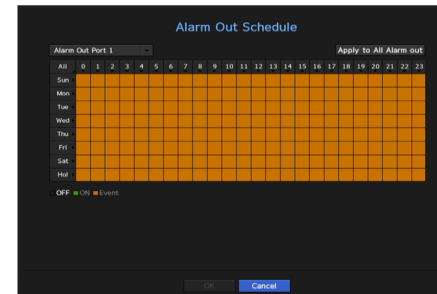 Alarm Out Schedule
Alarm Out Port 1
Apply to All Alarm out
All 0 1 2 3 4 5 6 7 8 9 10 11 12 13 14 15 16 17 18 19 20 21 22 23
Sun
Mon
Tue
Wed
Thu
Fri
Sat
Hol
OFF ON Event
OK Cancel